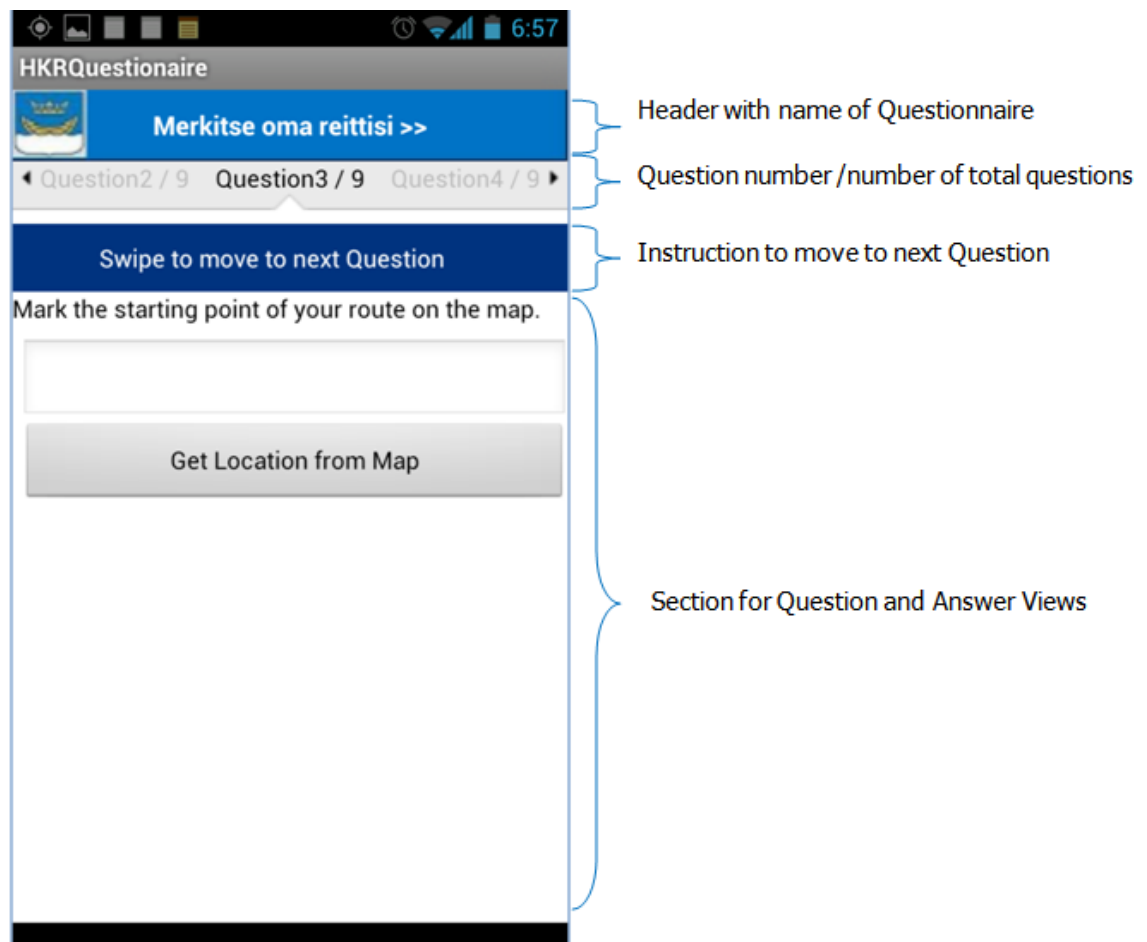 6:57
HKRQuestionaire
Merkitse oma reittisi >>
Header with name of Questionnaire
Question2 / 9 Question3 / 9 Question4 / 9
Question number /number of total questions
Swipe to move to next Question
Instruction to move to next Question
Mark the starting point of your route on the map.
Get Location from Map
Section for Question and Answer Views